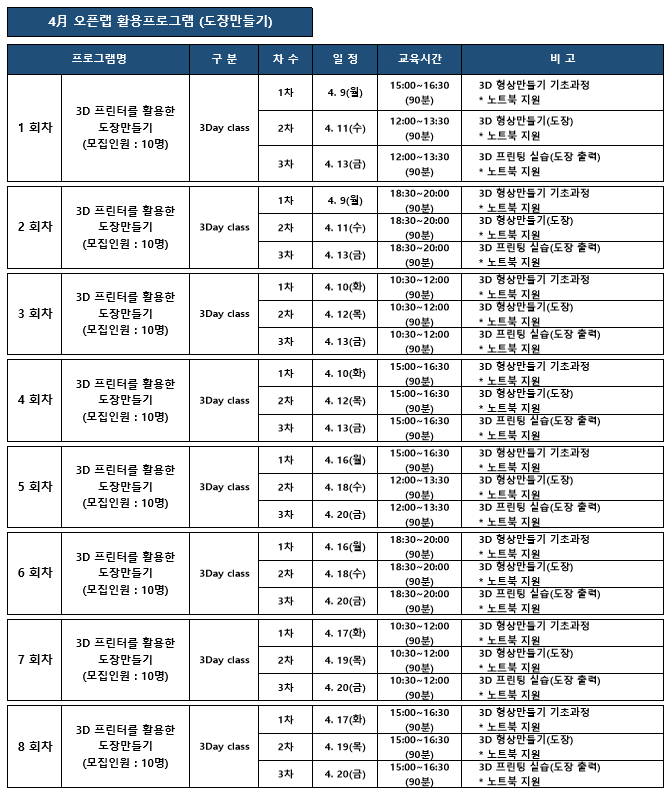 4月 오픈랩 활용프로그램 (도장만들기)
프로그램명 구 분 차 수 일 정 교육시간 비 고
1 회차
3D 프린터를 활용한
도장만들기
(모집인원 : 10명)
3Day class
1차 4. 9(월) 15:00~16:30 (90분) 3D 형상만들기 기초과정
* 노트북 지원
2차 4. 11(수) 12:00~13:30 (90분) 3D 형상만들기(도장)
* 노트북 지원
3차 4. 13(금) 12:00~13:30 (90분) 3D 프린팅 실습(도장 출력)
* 노트북 지원
2 회차
3D 프린터를 활용한
도장만들기
(모집인원 : 10명)
3Day class
1차 4. 9(월) 18:30~20:00 (90분) 3D 형상만들기 기초과정
* 노트북 지원
2차 4. 11(수) 18:30~20:00 (90분) 3D 형상만들기(도장)
* 노트북 지원
3차 4. 13(금) 18:30~20:00 (90분) 3D 프린팅 실습(도장 출력)
* 노트북 지원
3 회차
3D 프린터를 활용한
도장만들기
(모집인원 : 10명)
3Day class
1차 4. 10(화) 10:30~12:00 (90분) 3D 형상만들기 기초과정
* 노트북 지원
2차 4. 12(목) 10:30~12:00 (90분) 3D 형상만들기(도장)
* 노트북 지원
3차 4. 13(금) 10:30~12:00 (90분) 3D 프린팅 실습(도장 출력)
* 노트북 지원
4 회차
3D 프린터를 활용한
도장만들기
(모집인원 : 10명)
3Day class
1차 4. 10(화) 15:00~16:30 (90분) 3D 형상만들기 기초과정
* 노트북 지원
2차 4. 12(목) 15:00~16:30 (90분) 3D 형상만들기(도장)
* 노트북 지원
3차 4. 13(금) 15:00~16:30 (90분) 3D 프린팅 실습(도장 출력)
* 노트북 지원
5 회차
3D 프린터를 활용한
도장만들기
(모집인원 : 10명)
3Day class
1차 4. 16(월) 15:00~16:30 (90분) 3D 형상만들기 기초과정
* 노트북 지원
2차 4. 18(수) 12:00~13:30 (90분) 3D 형상만들기(도장)
* 노트북 지원
3차 4. 20(금) 12:00~13:30 (90분) 3D 프린팅 실습(도장 출력)
* 노트북 지원
6 회차
3D 프린터를 활용한
도장만들기
(모집인원 : 10명)
3Day class
1차 4. 16(월) 18:30~20:00 (90분) 3D 형상만들기 기초과정
* 노트북 지원
2차 4. 18(수) 18:30~20:00 (90분) 3D 형상만들기(도장)
* 노트북 지원
3차 4. 20(금) 18:30~20:00 (90분) 3D 프린팅 실습(도장 출력)
* 노트북 지원
7 회차
3D 프린터를 활용한
도장만들기
(모집인원 : 10명)
3Day class
1차 4. 17(화) 10:30~12:00 (90분) 3D 형상만들기 기초과정
* 노트북 지원
2차 4. 19(목) 10:30~12:00 (90분) 3D 형상만들기(도장)
* 노트북 지원
3차 4. 20(금) 10:30~12:00 (90분) 3D 프린팅 실습(도장 출력)
* 노트북 지원
8 회차
3D 프린터를 활용한
도장만들기
(모집인원 : 10명)
3Day class
1차 4. 17(화) 15:00~16:30 (90분) 3D 형상만들기 기초과정
* 노트북 지원
2차 4. 19(목) 15:00~16:30 (90분) 3D 형상만들기(도장)
* 노트북 지원
3차 4. 20(금) 15:00~16:30 (90분) 3D 프린팅 실습(도장 출력)
* 노트북 지원